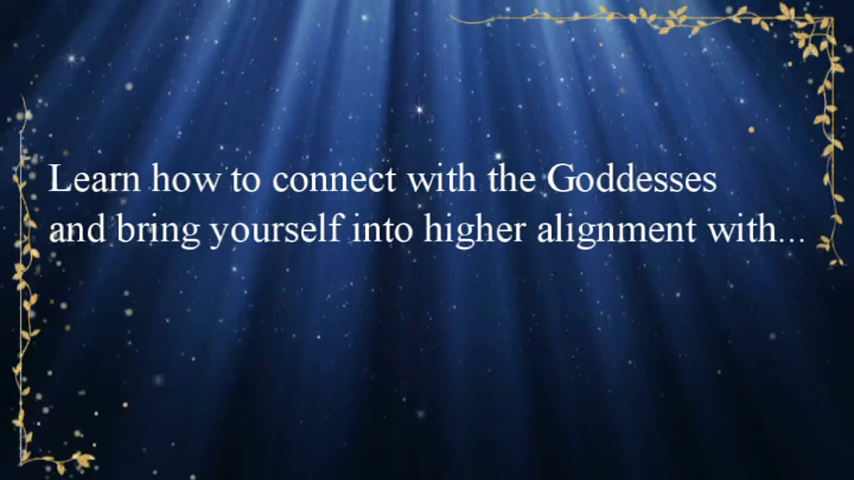 Learn how to connect with the Goddesses
and bring yourself into higher alignment with...